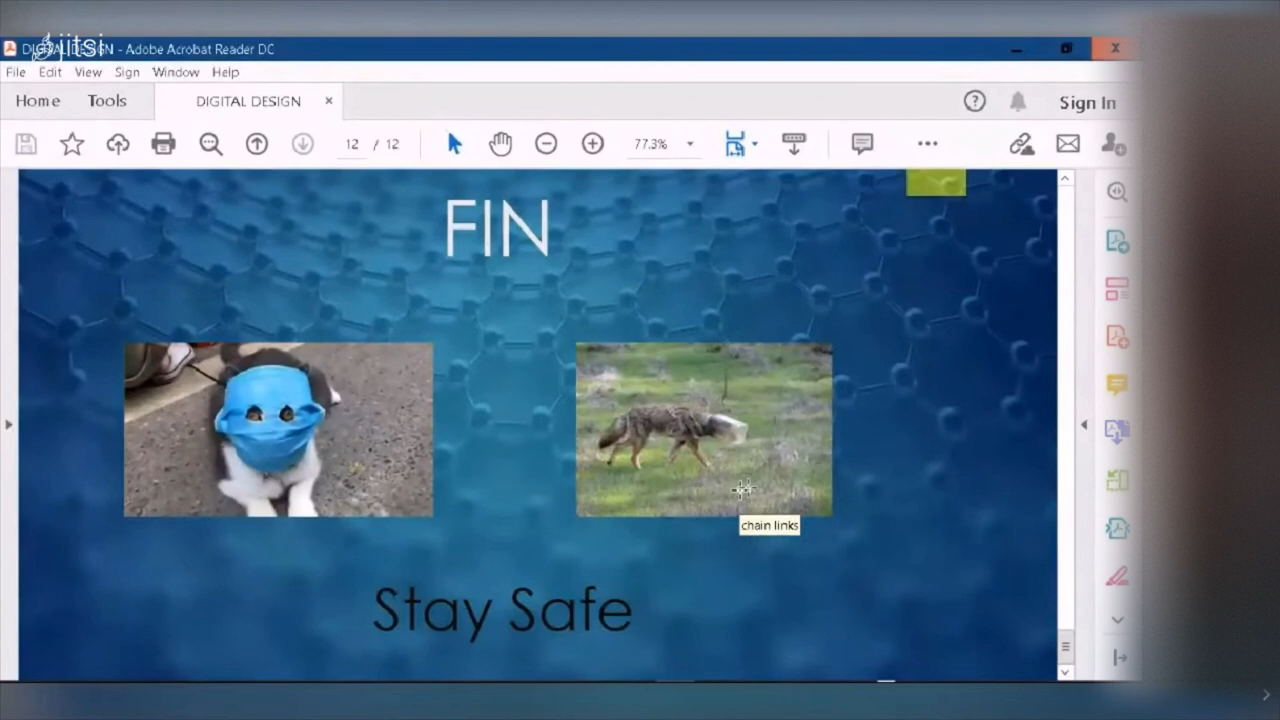 jitsi
DIGITAL DESIGN - Adobe Acrobat Reader DC
File Edit View Sign Window Help
Home Tools DIGITAL DESIGN × Sign In
12 / 12 77.3%
FIN
chain links
Stay Safe